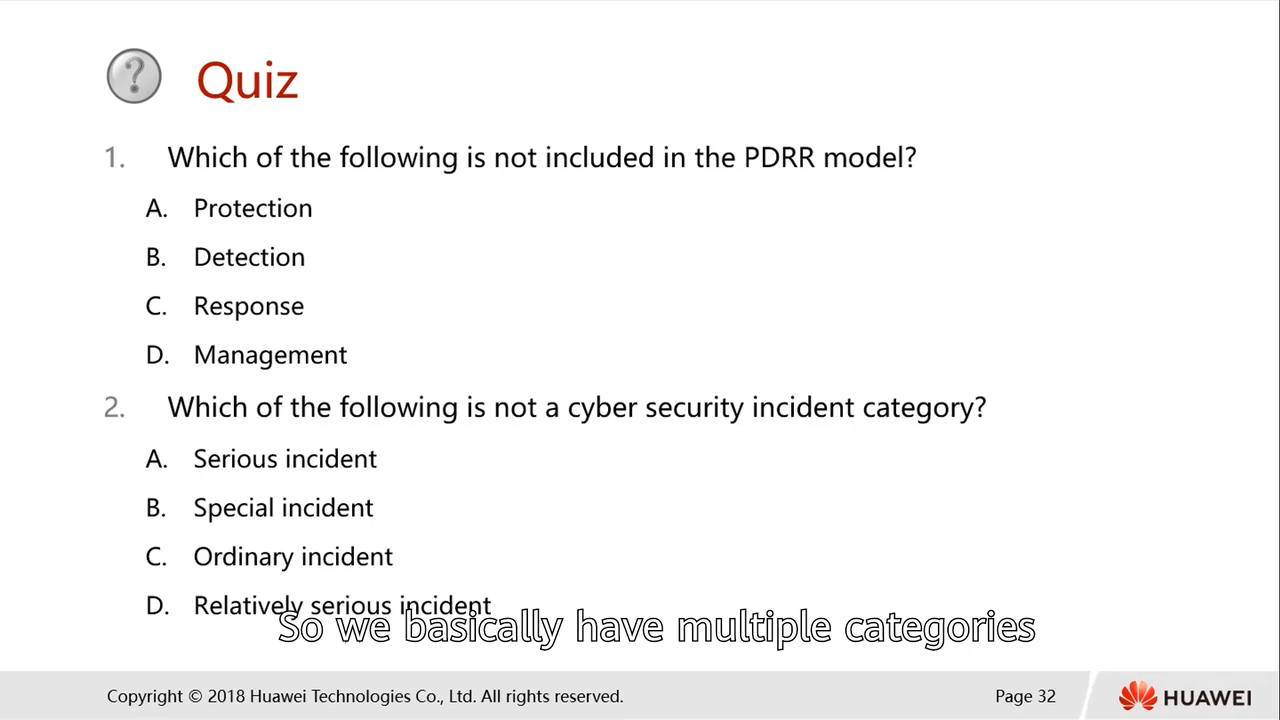 ?
Quiz
1. Which of the following is not included in the PDRR model?
A. Protection
B. Detection
C. Response
D. Management
2. Which of the following is not a cyber security incident category?
A. Serious incident
B. Special incident
C. Ordinary incident
D. Relatively serious incident
So we basically have multiple categories
Copyright © 2018 Huawei Technologies Co., Ltd. All rights reserved.
Page 32
HUAWEI